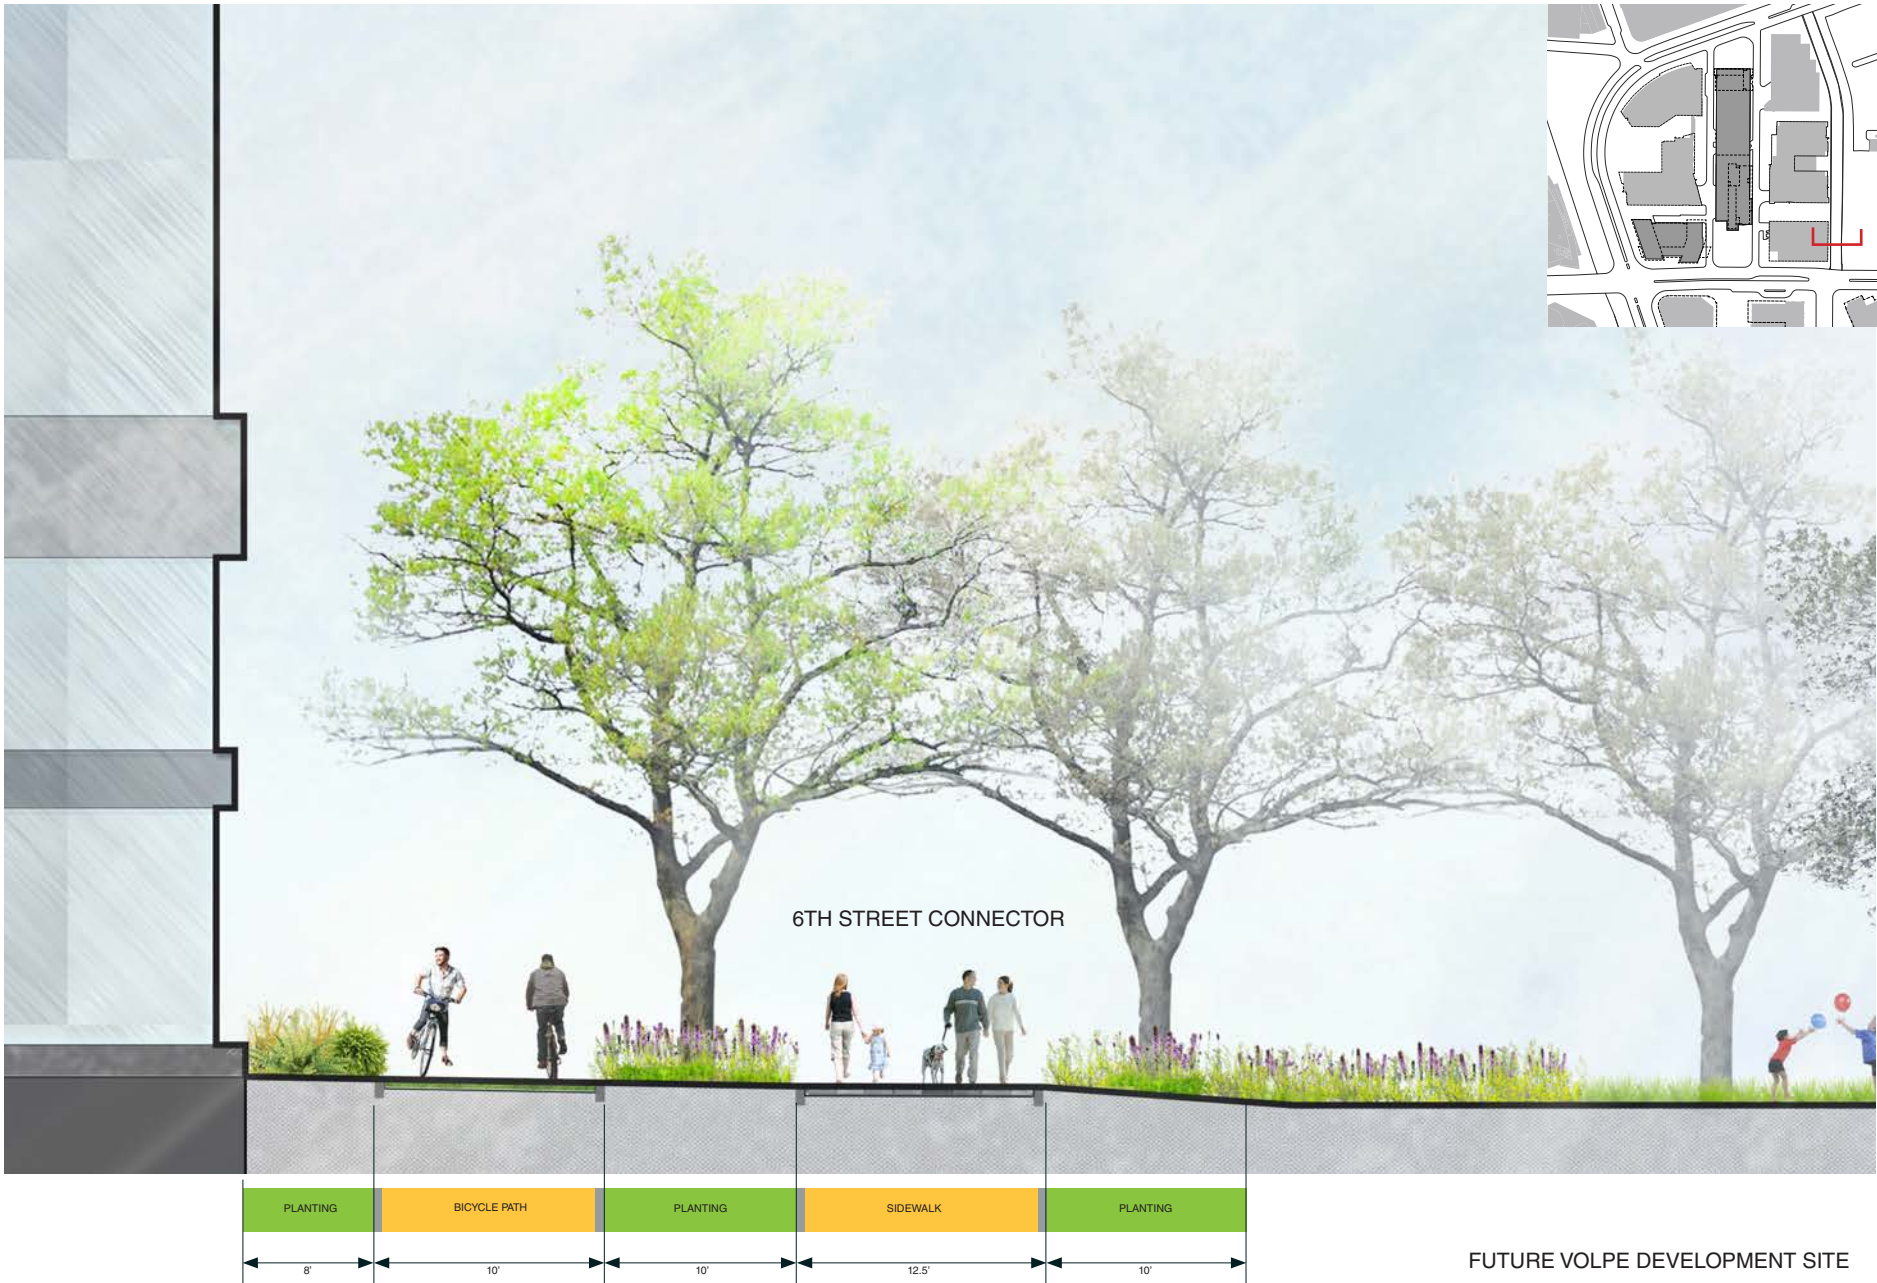 6TH STREET CONNECTOR
PLANTING
BICYCLE PATH
PLANTING
SIDEWALK
PLANTING
8'
10'
10'
12.5'
10'
FUTURE VOLPE DEVELOPMENT SITE